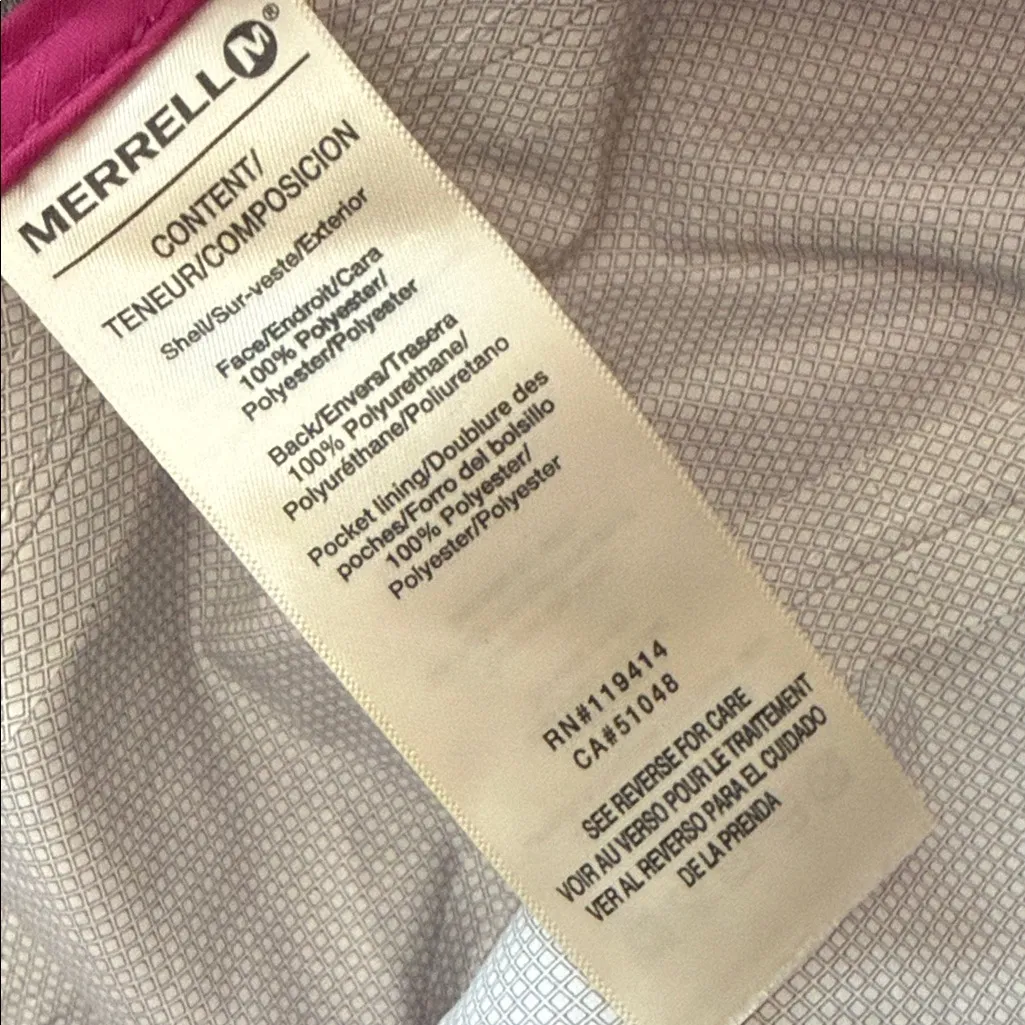 MERRELL M®
CONTENT/
TENEUR/COMPOSICION
Shell/Sur-veste/Exterior
Face/Endroit/Cara
100% Polyester/
Polyester/Polyester
Back/Envers/Trasera
100% Polyurethane/
Polyuréthane/Poliuretano
Pocket lining/Doublure des
poches/Forro del bolsillo
100% Polyester/
Polyester/Polyester
RN#119414
CA#51048
SEE REVERSE FOR CARE
VOIR AU VERSO POUR LE TRAITEMENT
VER AL REVERSO PARA EL CUIDADO
DE LA PRENDA